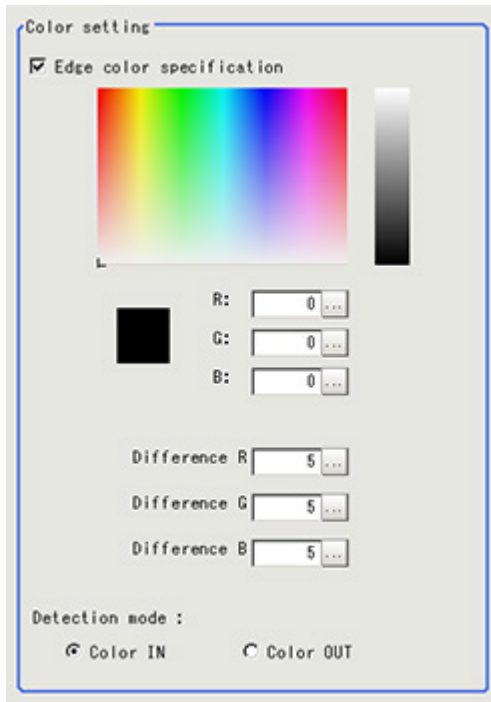 Color setting
Edge color specification
R: 0 ...
G: 0 ...
B: 0 ...
Difference R 5 ...
Difference G 5 ...
Difference B 5 ...
Detection mode :
Color IN Color OUT